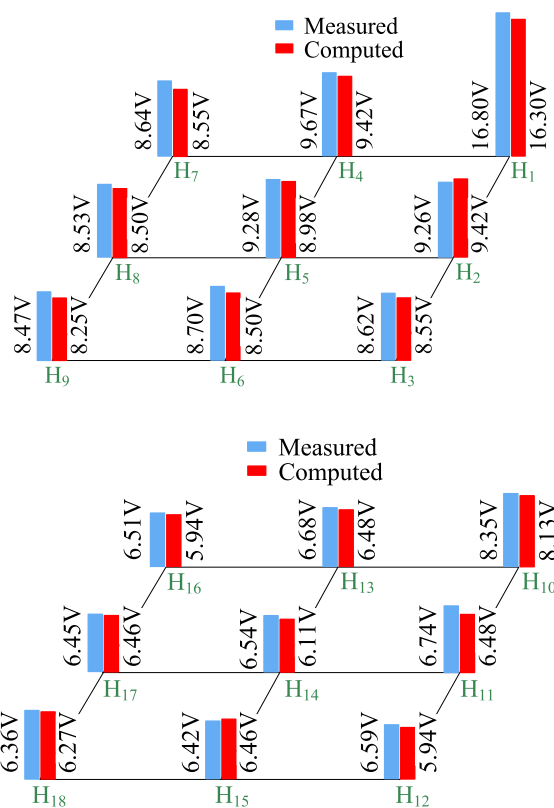 Measured
Computed
8.64V 8.55V 9.67V 9.42V 16.80V 16.30V
H7 H4 H1
8.53V 8.50V 9.28V 8.98V 9.26V 9.42V
H8 H5 H2
8.47V 8.25V 8.70V 8.50V 8.62V 8.55V
H9 H6 H3
Measured
Computed
6.51V 5.94V 6.68V 6.48V 8.35V 8.13V
H16 H13 H10
6.45V 6.46V 6.54V 6.11V 6.74V 6.48V
H17 H14 H11
6.36V 6.27V 6.42V 6.46V 6.59V 5.94V
H18 H15 H12